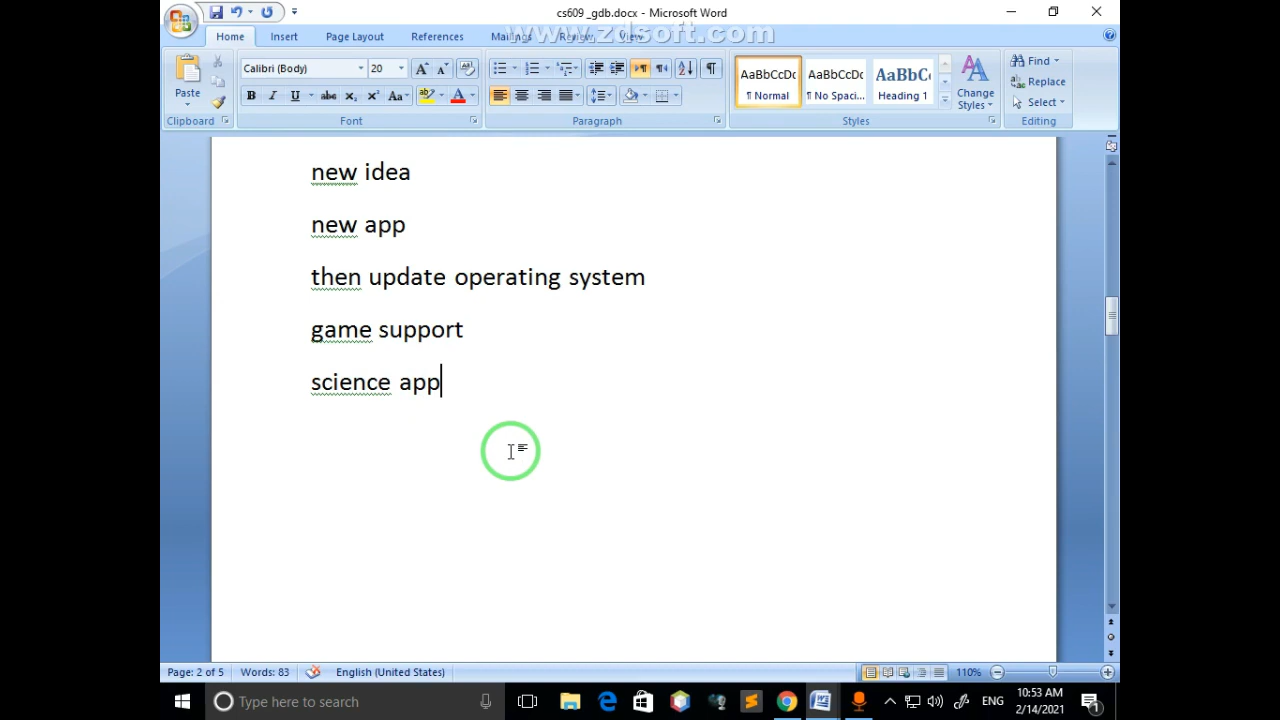 cs609 _gdb.docx - Microsoft Word
Home Insert Page Layout References Mailings Review View
www.zdsoft.com
Paste
Calibri (Body) 20
AaBbCcDc AaBbCcDc AaBbC
¶ Normal ¶ No Spaci... Heading 1
Change Styles
Find
Replace
Select
Clipboard Font Paragraph Styles Editing
new idea
new app
then update operating system
game support
science app
Page: 2 of 5 Words: 83 English (United States) 110%
Type here to search
ENG
10:53 AM
2/14/2021